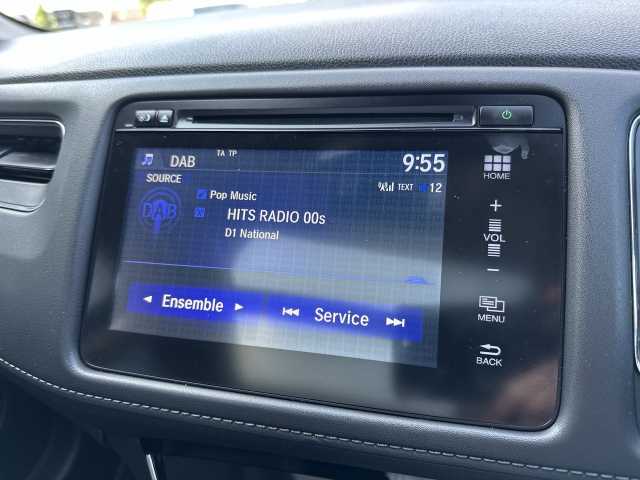 TA TP
DAB 9:55
SOURCE TEXT 12
Pop Music
DAB HITS RADIO 00s
D1 National
Ensemble Service
HOME
+
VOL
−
MENU
BACK